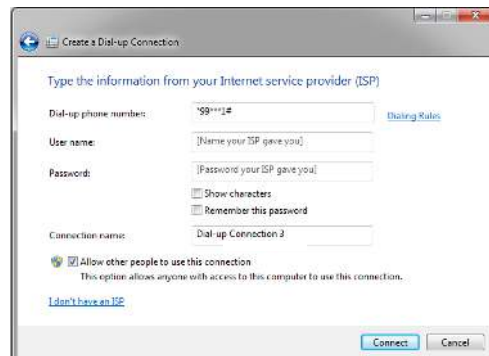 Create a Dial-up Connection
Type the information from your Internet service provider (ISP)
Dial-up phone number: *99***1# Dialing Rules
User name: [Name your ISP gave you]
Password: [Password your ISP gave you]
Show characters
Remember this password
Connection name: Dial-up Connection 3
Allow other people to use this connection
This option allows anyone with access to this computer to use this connection.
I don't have an ISP
Connect Cancel